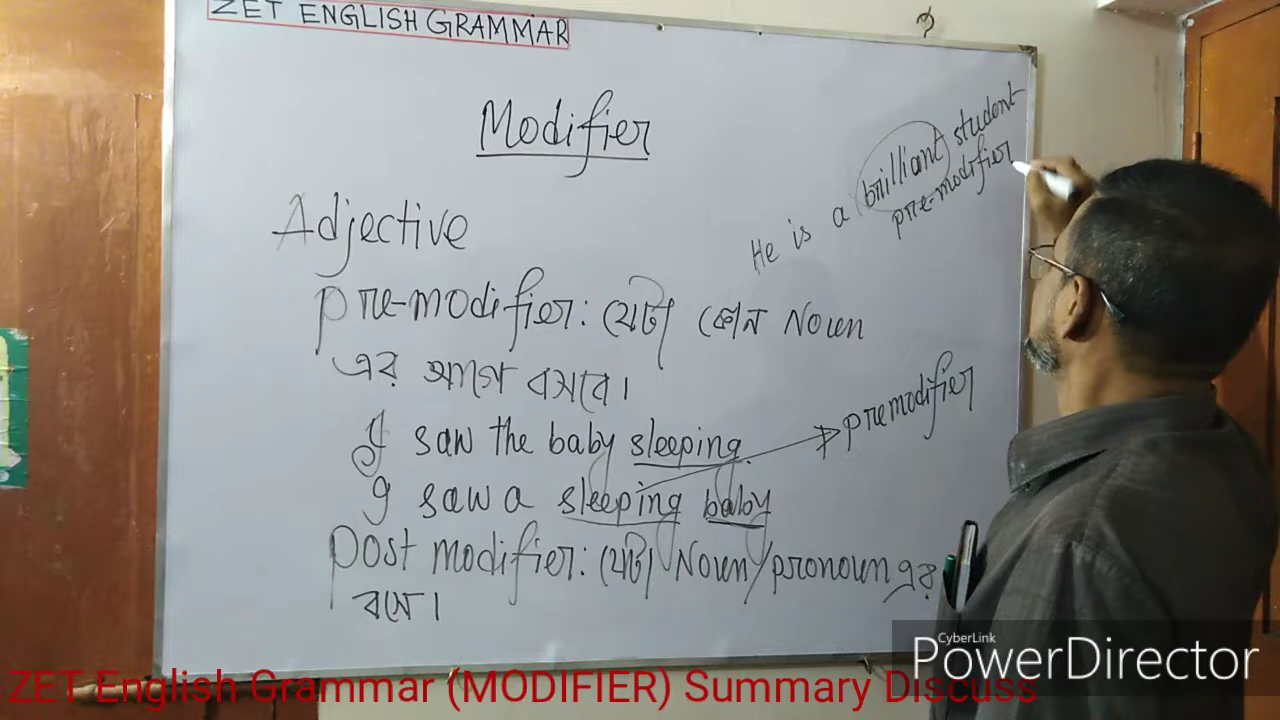 ZET ENGLISH GRAMMAR
Modifier
He is a brilliant student
pre-modifier
Adjective
pre-modifier: যেটা কোন Noun
এর আগে বসবে।
I saw the baby sleeping.
I saw a sleeping baby
premodifier
Post modifier: যেটা Noun/pronoun এর
বসে।
CyberLink
PowerDirector
ZET English Grammar (MODIFIER) Summary Discuss